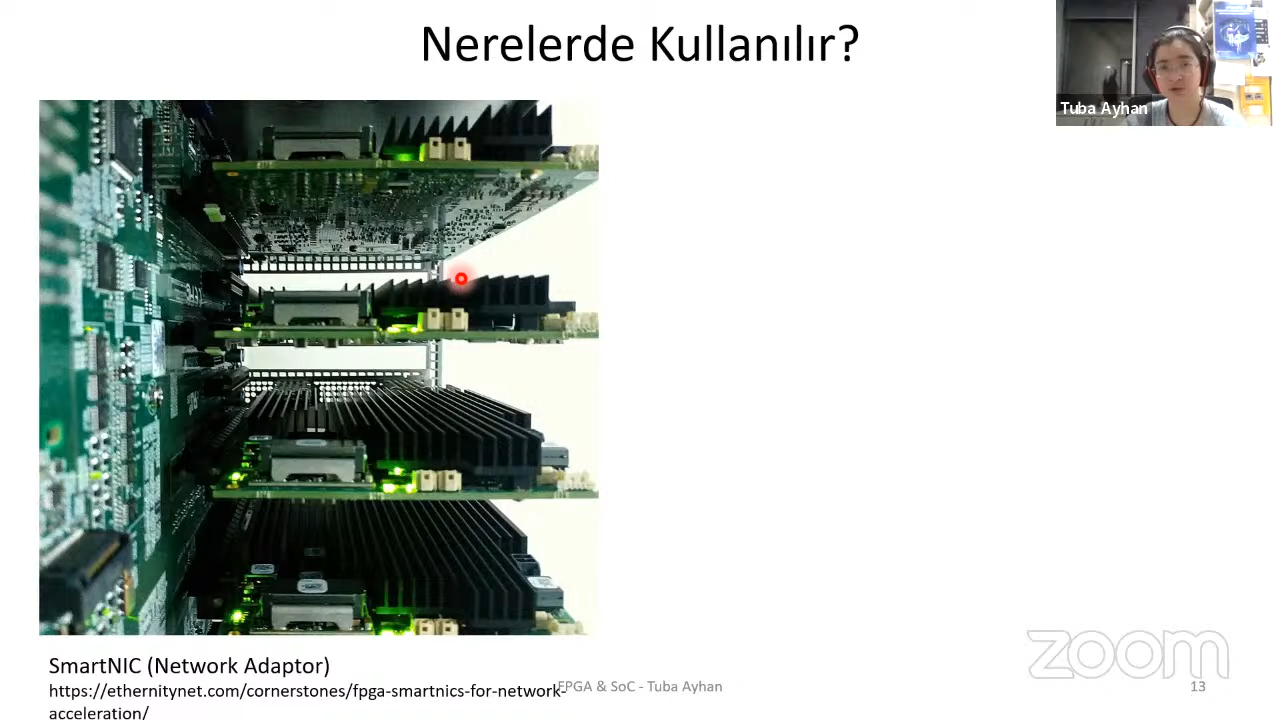 Nerelerde Kullanılır?
Tuba Ayhan
SmartNIC (Network Adaptor)
https://ethernitynet.com/cornerstones/fpga-smartnics-for-network-
acceleration/
FPGA & SoC - Tuba Ayhan
zoom
13